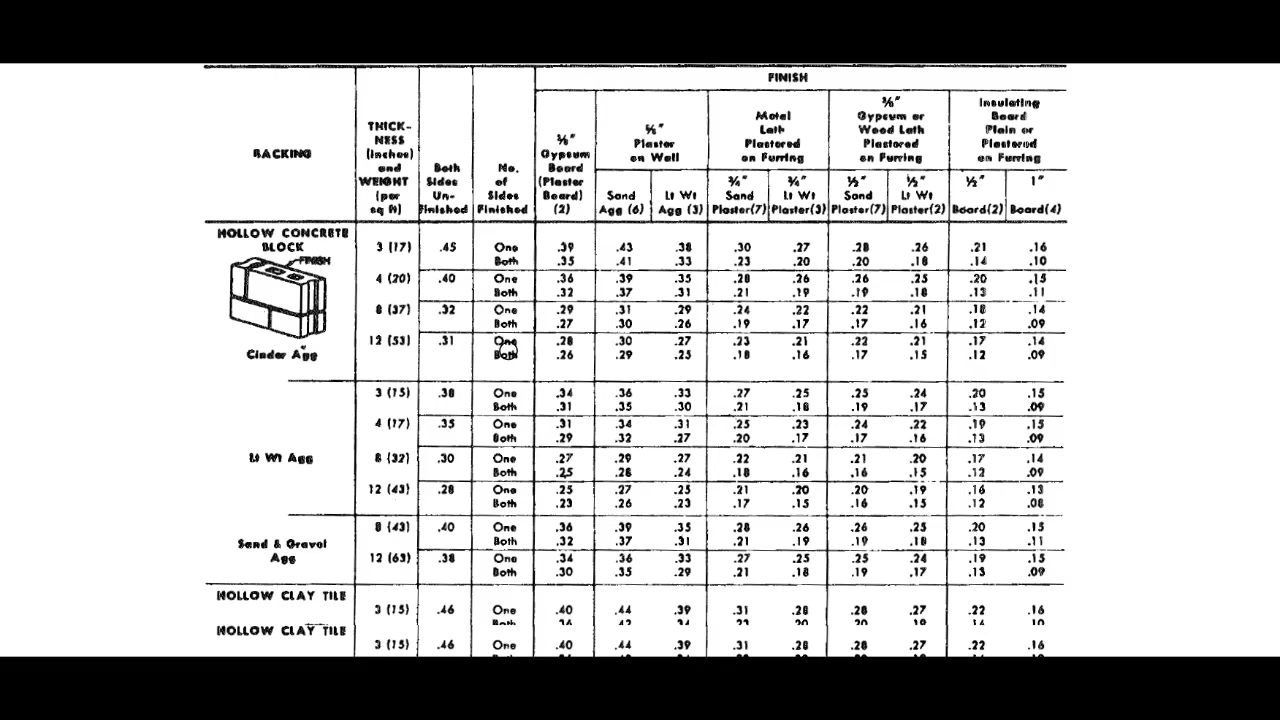 FINISH
BACKING
THICK-
NESS
(Inches)
and
WEIGHT
(per
sq ft)
Both
Sides
Un-
finished
No.
of
Sides
Finished
⅝"
Gypsum
Board
(Plaster
Board)
(2)
⅝"
Plaster
on Wall
Sand
Agg (6)
Lt Wt
Agg (3)
Metal
Lath
Plastered
on Furring
¾"
Sand
Plaster(7)
¾"
Lt Wt
Plaster(3)
⅜"
Gypsum or
Wood Lath
Plastered
on Furring
½"
Sand
Plaster(7)
½"
Lt Wt
Plaster(2)
Insulating
Board
Plain or
Plastered
on Furring
½"
Board(2)
1"
Board(4)
HOLLOW CONCRETE
BLOCK
FINISH
Cinder Agg
3 (17) .45 One .39 .43 .38 .30 .27 .28 .26 .21 .16
Both .35 .41 .33 .23 .20 .20 .18 .14 .10
4 (20) .40 One .36 .39 .35 .28 .26 .26 .25 .20 .15
Both .32 .37 .31 .21 .19 .19 .18 .13 .11
8 (37) .32 One .29 .31 .29 .24 .22 .22 .21 .18 .14
Both .27 .30 .26 .19 .17 .17 .16 .12 .09
12 (53) .31 One .28 .30 .27 .23 .21 .22 .21 .17 .14
Both .26 .29 .25 .18 .16 .17 .15 .12 .09
Lt Wt Agg
3 (15) .38 One .34 .36 .33 .27 .25 .25 .24 .20 .15
Both .31 .35 .30 .21 .18 .19 .17 .13 .09
4 (17) .35 One .31 .34 .31 .25 .23 .24 .22 .19 .15
Both .29 .32 .27 .20 .17 .17 .16 .13 .09
8 (32) .30 One .27 .29 .27 .22 .21 .21 .20 .17 .14
Both .25 .28 .24 .18 .16 .16 .15 .12 .09
12 (43) .28 One .25 .27 .25 .21 .20 .20 .19 .16 .13
Both .23 .26 .23 .17 .15 .16 .15 .12 .08
Sand & Gravel
Agg
8 (43) .40 One .36 .39 .35 .28 .26 .26 .25 .20 .15
Both .32 .37 .31 .21 .19 .19 .18 .13 .11
12 (63) .38 One .34 .36 .33 .27 .25 .25 .24 .19 .15
Both .30 .35 .29 .21 .18 .19 .17 .13 .09
HOLLOW CLAY TILE
3 (15) .46 One .40 .44 .39 .31 .28 .28 .27 .22 .16
HOLLOW CLAY TILE
3 (15) .46 One .40 .44 .39 .31 .28 .28 .27 .22 .16